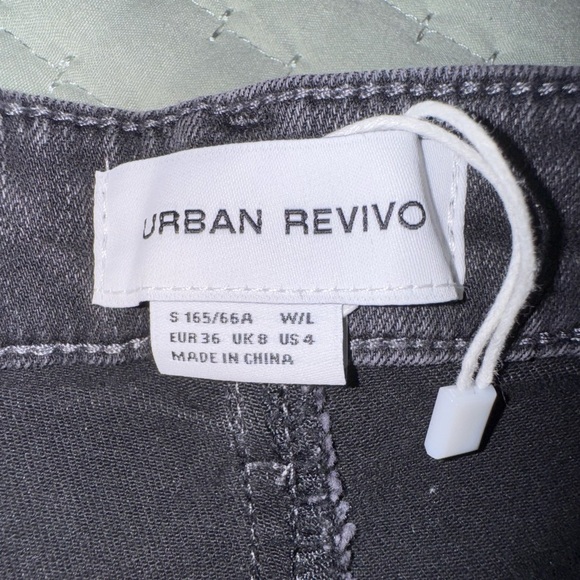 URBAN REVIVO
S 165/66A W/L
EUR 36 UK 8 US 4
MADE IN CHINA